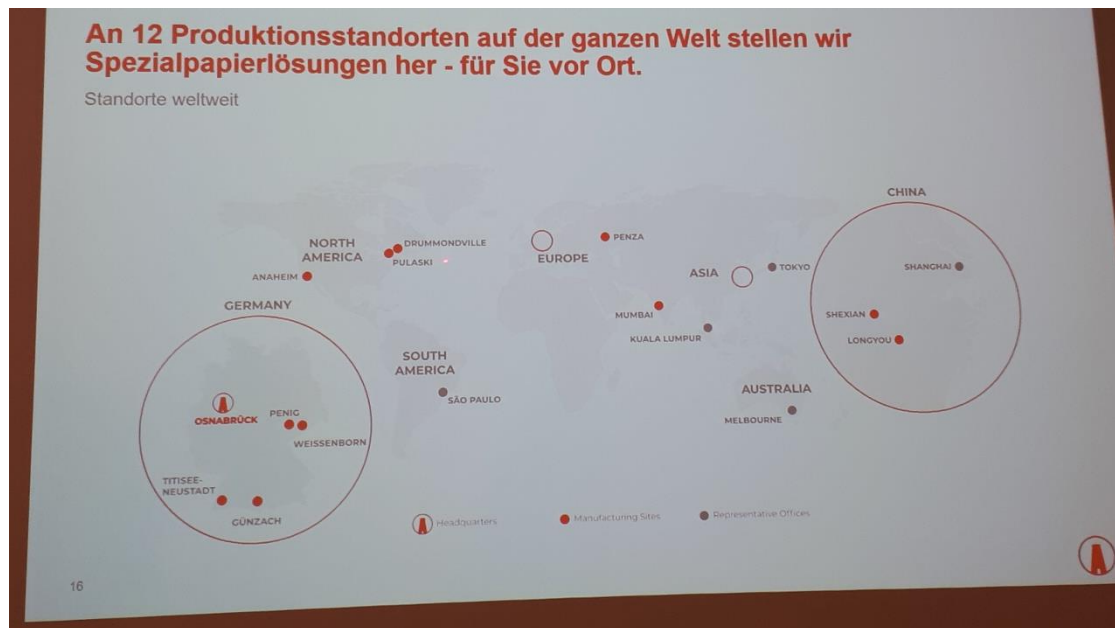 An 12 Produktionsstandorten auf der ganzen Welt stellen wir
Spezialpapierlösungen her - für Sie vor Ort.
Standorte weltweit
CHINA
NORTH
AMERICA
DRUMMONDVILLE
PULASKI
ANAHEIM
EUROPE
PENZA
ASIA
TOKYO
SHANGHAI
GERMANY
MUMBAI
KUALA LUMPUR
SHEXIAN
LONGYOU
SOUTH
AMERICA
SÃO PAULO
AUSTRALIA
MELBOURNE
OSNABRÜCK
PENIG
WEISSENBORN
TITISEE-
NEUSTADT
GÜNZACH
Headquarters
Manufacturing Sites
Representative Offices
16